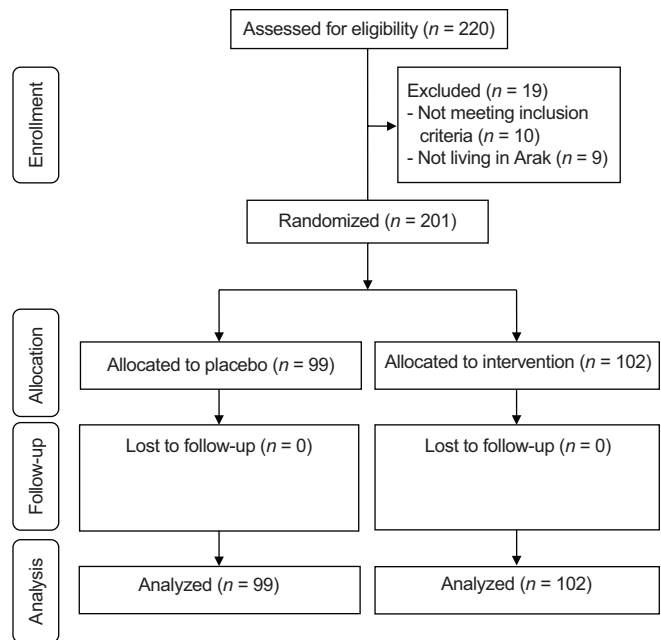 Assessed for eligibility (n = 220)
Enrollment
Excluded (n = 19)
- Not meeting inclusion
criteria (n = 10)
- Not living in Arak (n = 9)
Randomized (n = 201)
Allocation
Allocated to placebo (n = 99)
Allocated to intervention (n = 102)
Follow-up
Lost to follow-up (n = 0)
Lost to follow-up (n = 0)
Analysis
Analyzed (n = 99)
Analyzed (n = 102)